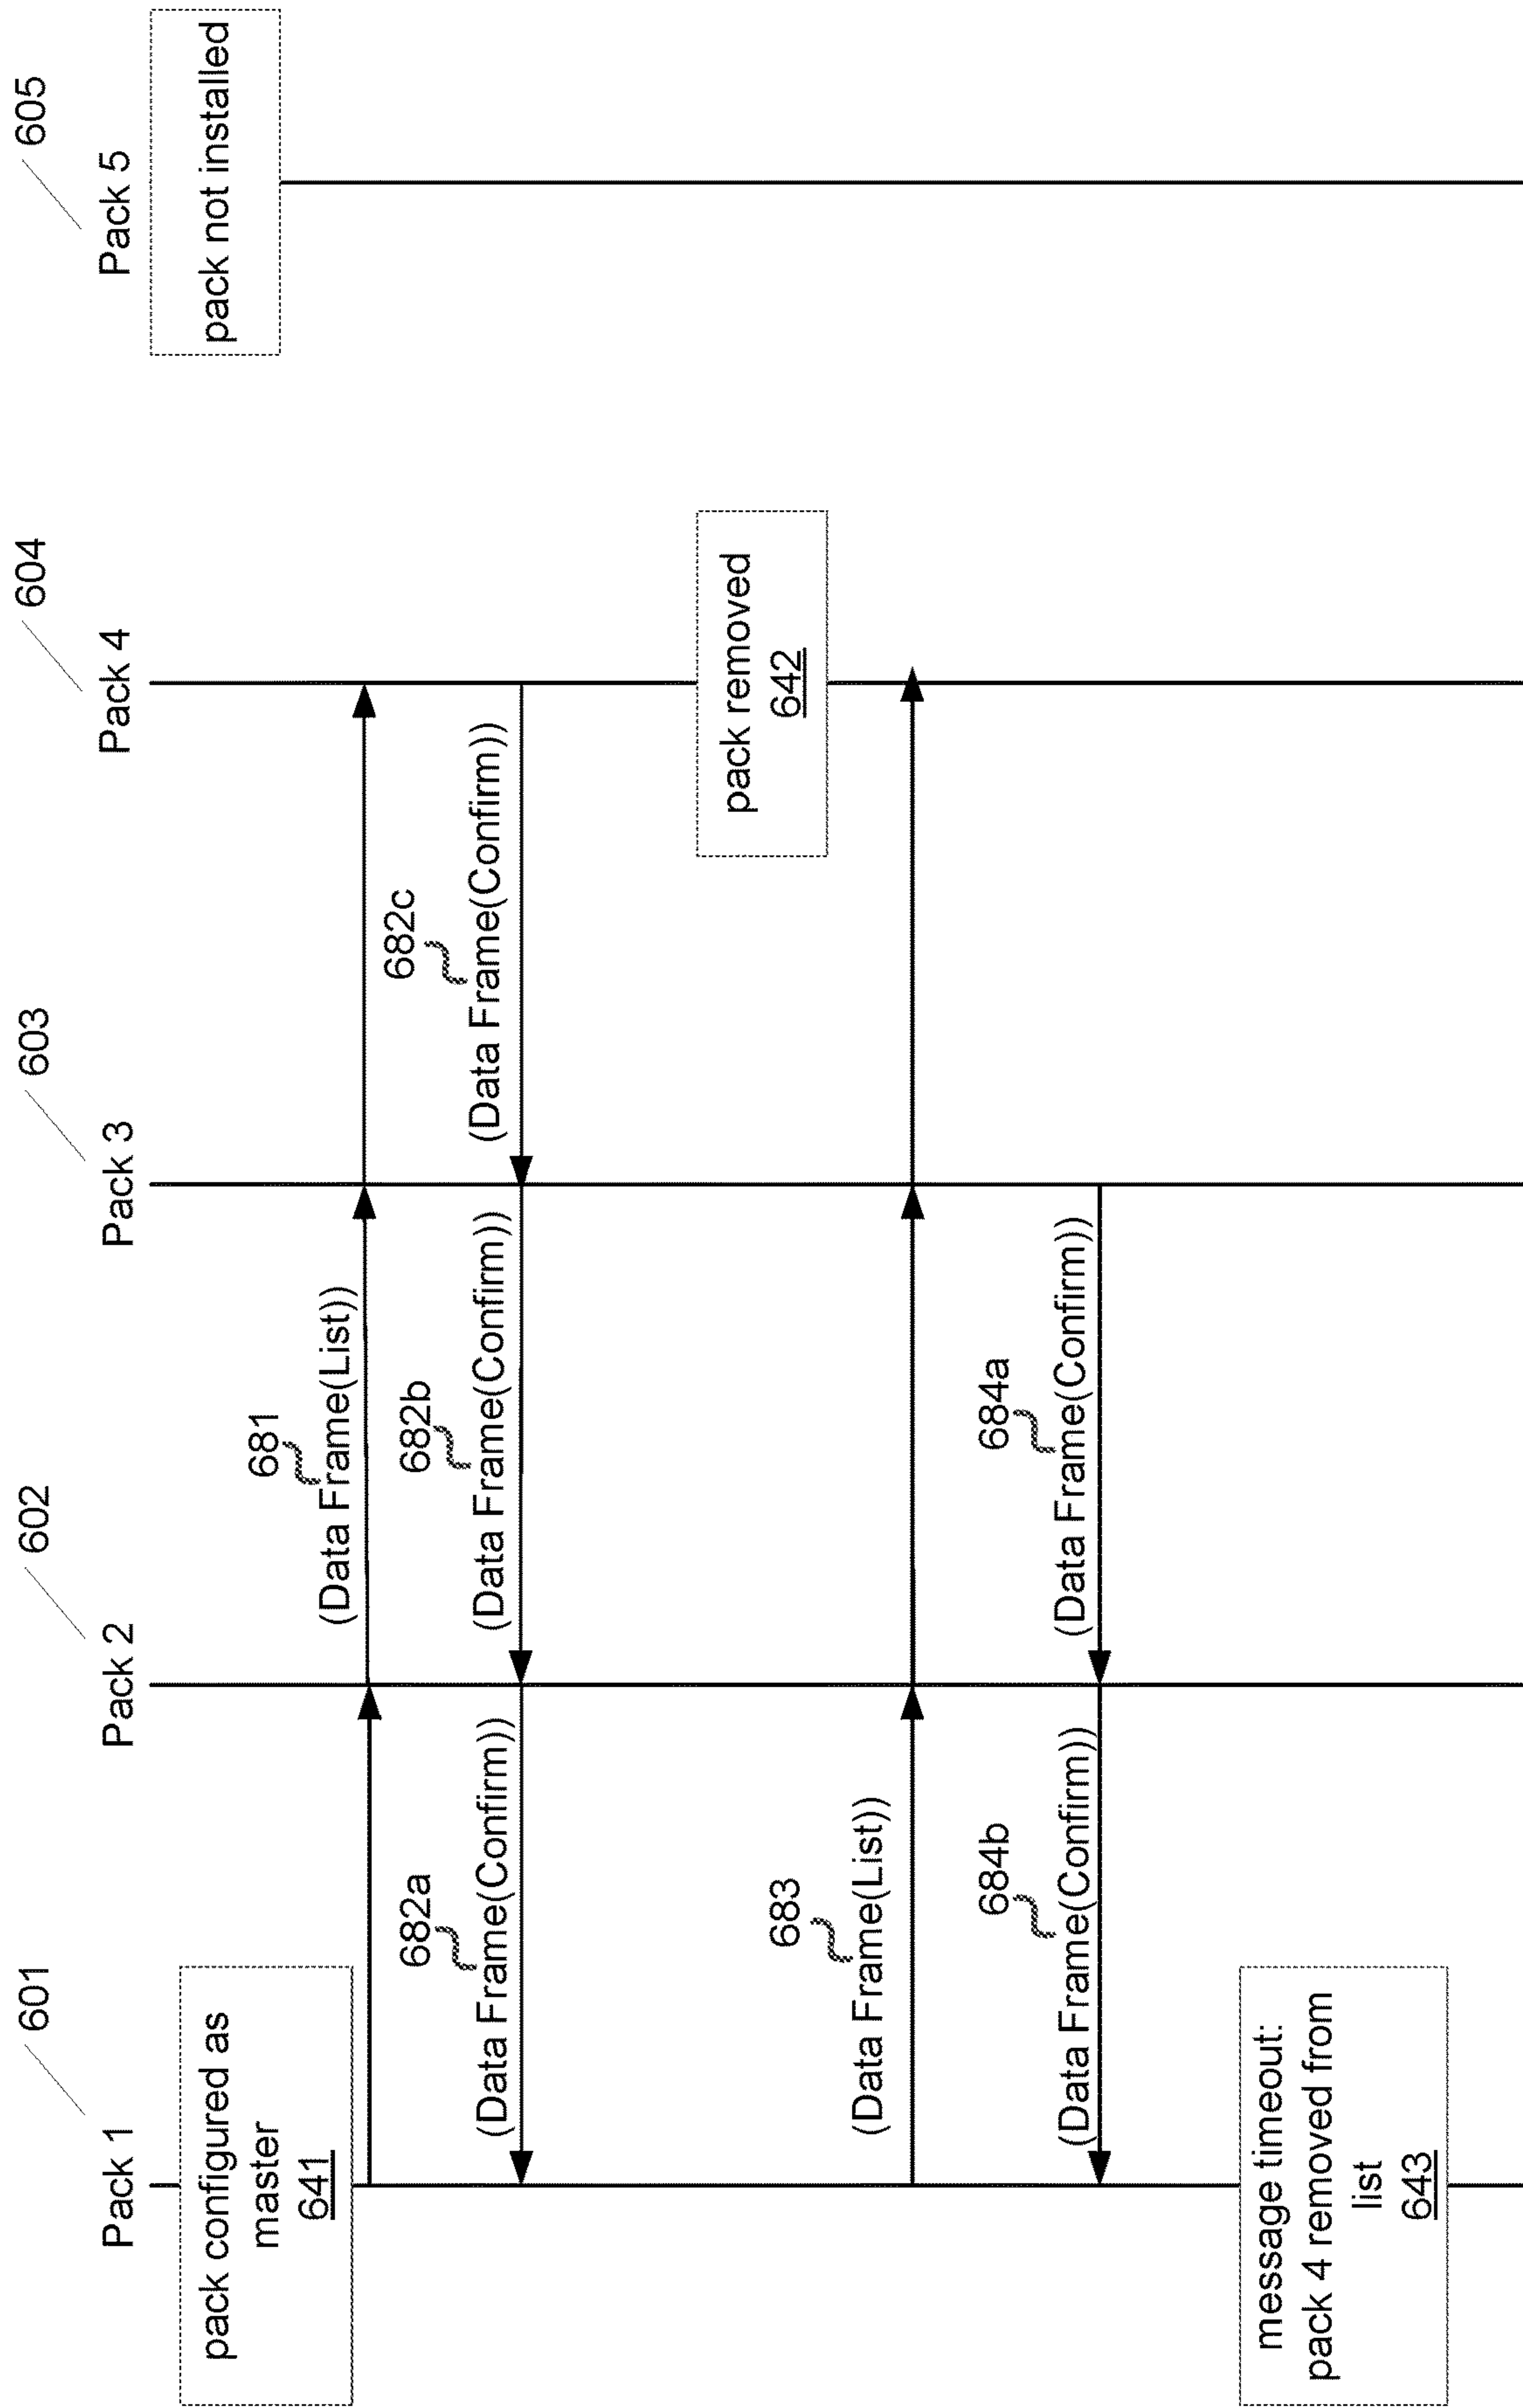 601
602
603
604
605
Pack 1
Pack 2
Pack 3
Pack 4
Pack 5
pack configured as
master
641
pack not installed
681
(Data Frame(List))
682a
(Data Frame(Confirm))
682b
(Data Frame(Confirm))
682c
(Data Frame(Confirm))
pack removed
642
683
(Data Frame(List))
684b
(Data Frame(Confirm))
684a
(Data Frame(Confirm))
message timeout:
pack 4 removed from
list
643